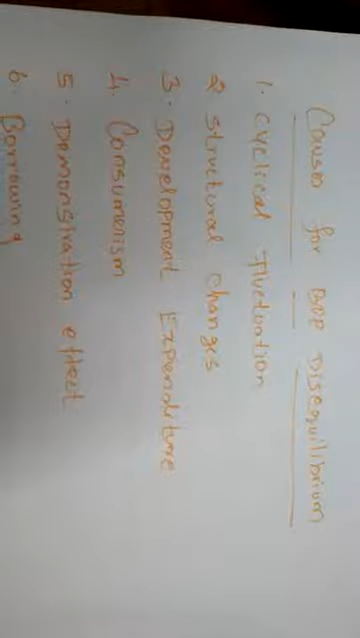 Causes for BOP Disequilibrium
1. Cyclical Fluctuation
2 Structural Changes
3. Development Expenditure
4. Consumerism
5. Demonstration effect
6. Borrowing